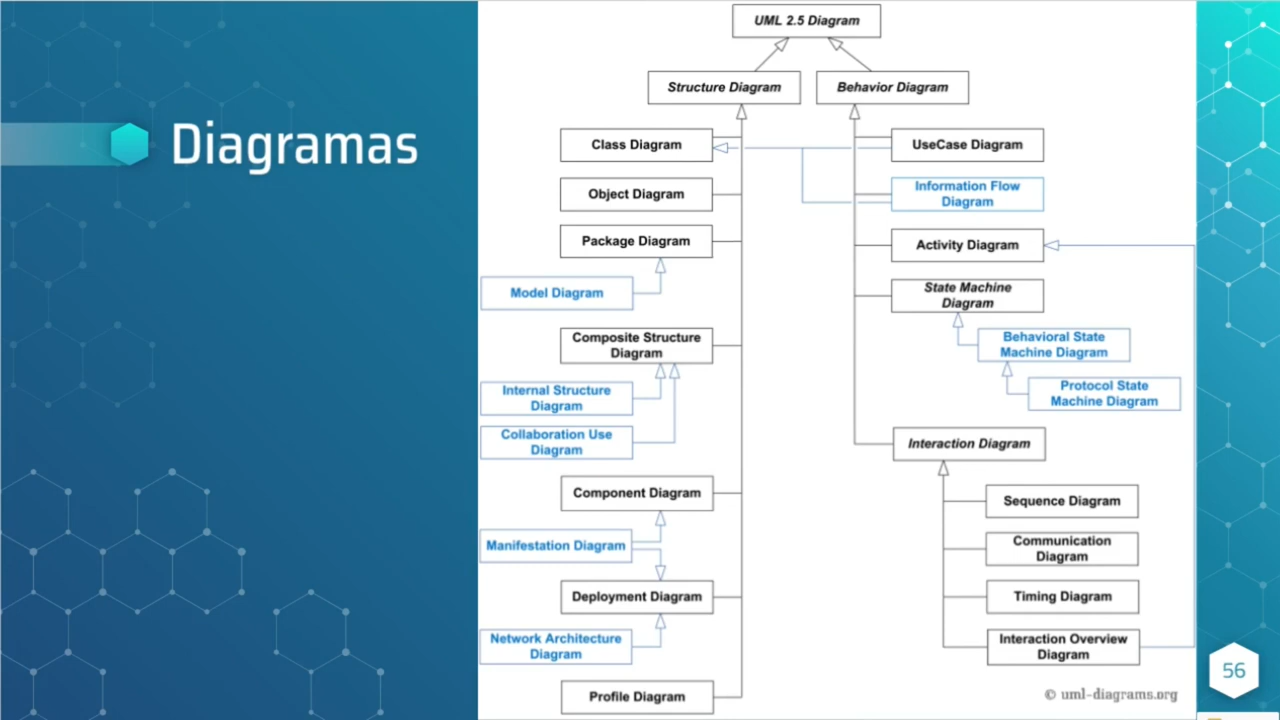 Diagramas
UML 2.5 Diagram
Structure Diagram
Behavior Diagram
Class Diagram
Object Diagram
Package Diagram
Model Diagram
Composite Structure
Diagram
Internal Structure
Diagram
Collaboration Use
Diagram
Component Diagram
Manifestation Diagram
Deployment Diagram
Network Architecture
Diagram
Profile Diagram
UseCase Diagram
Information Flow
Diagram
Activity Diagram
State Machine
Diagram
Behavioral State
Machine Diagram
Protocol State
Machine Diagram
Interaction Diagram
Sequence Diagram
Communication
Diagram
Timing Diagram
Interaction Overview
Diagram
© uml-diagrams.org
56